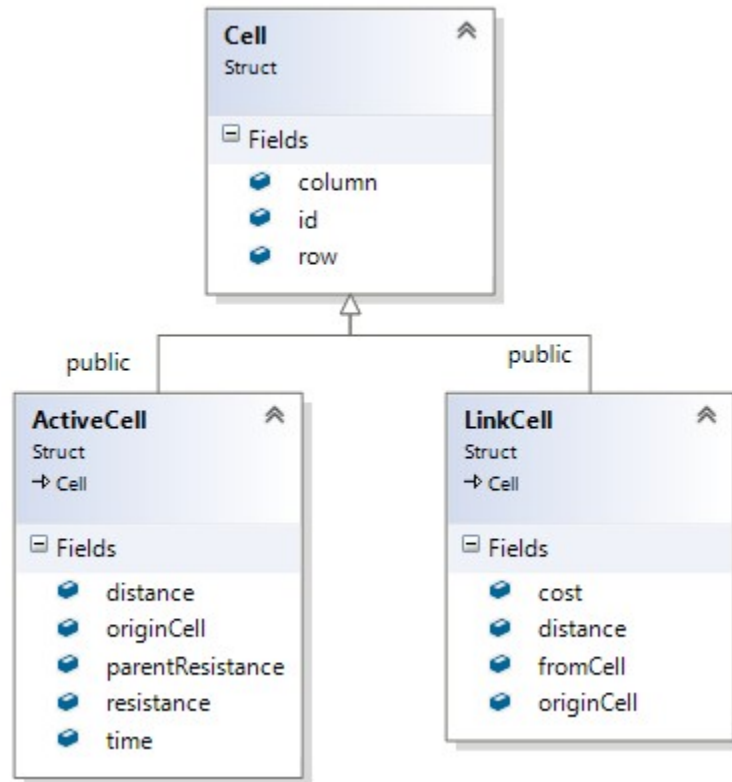 Cell
Struct
Fields
column
id
row
public
public
ActiveCell
Struct
→ Cell
Fields
distance
originCell
parentResistance
resistance
time
LinkCell
Struct
→ Cell
Fields
cost
distance
fromCell
originCell